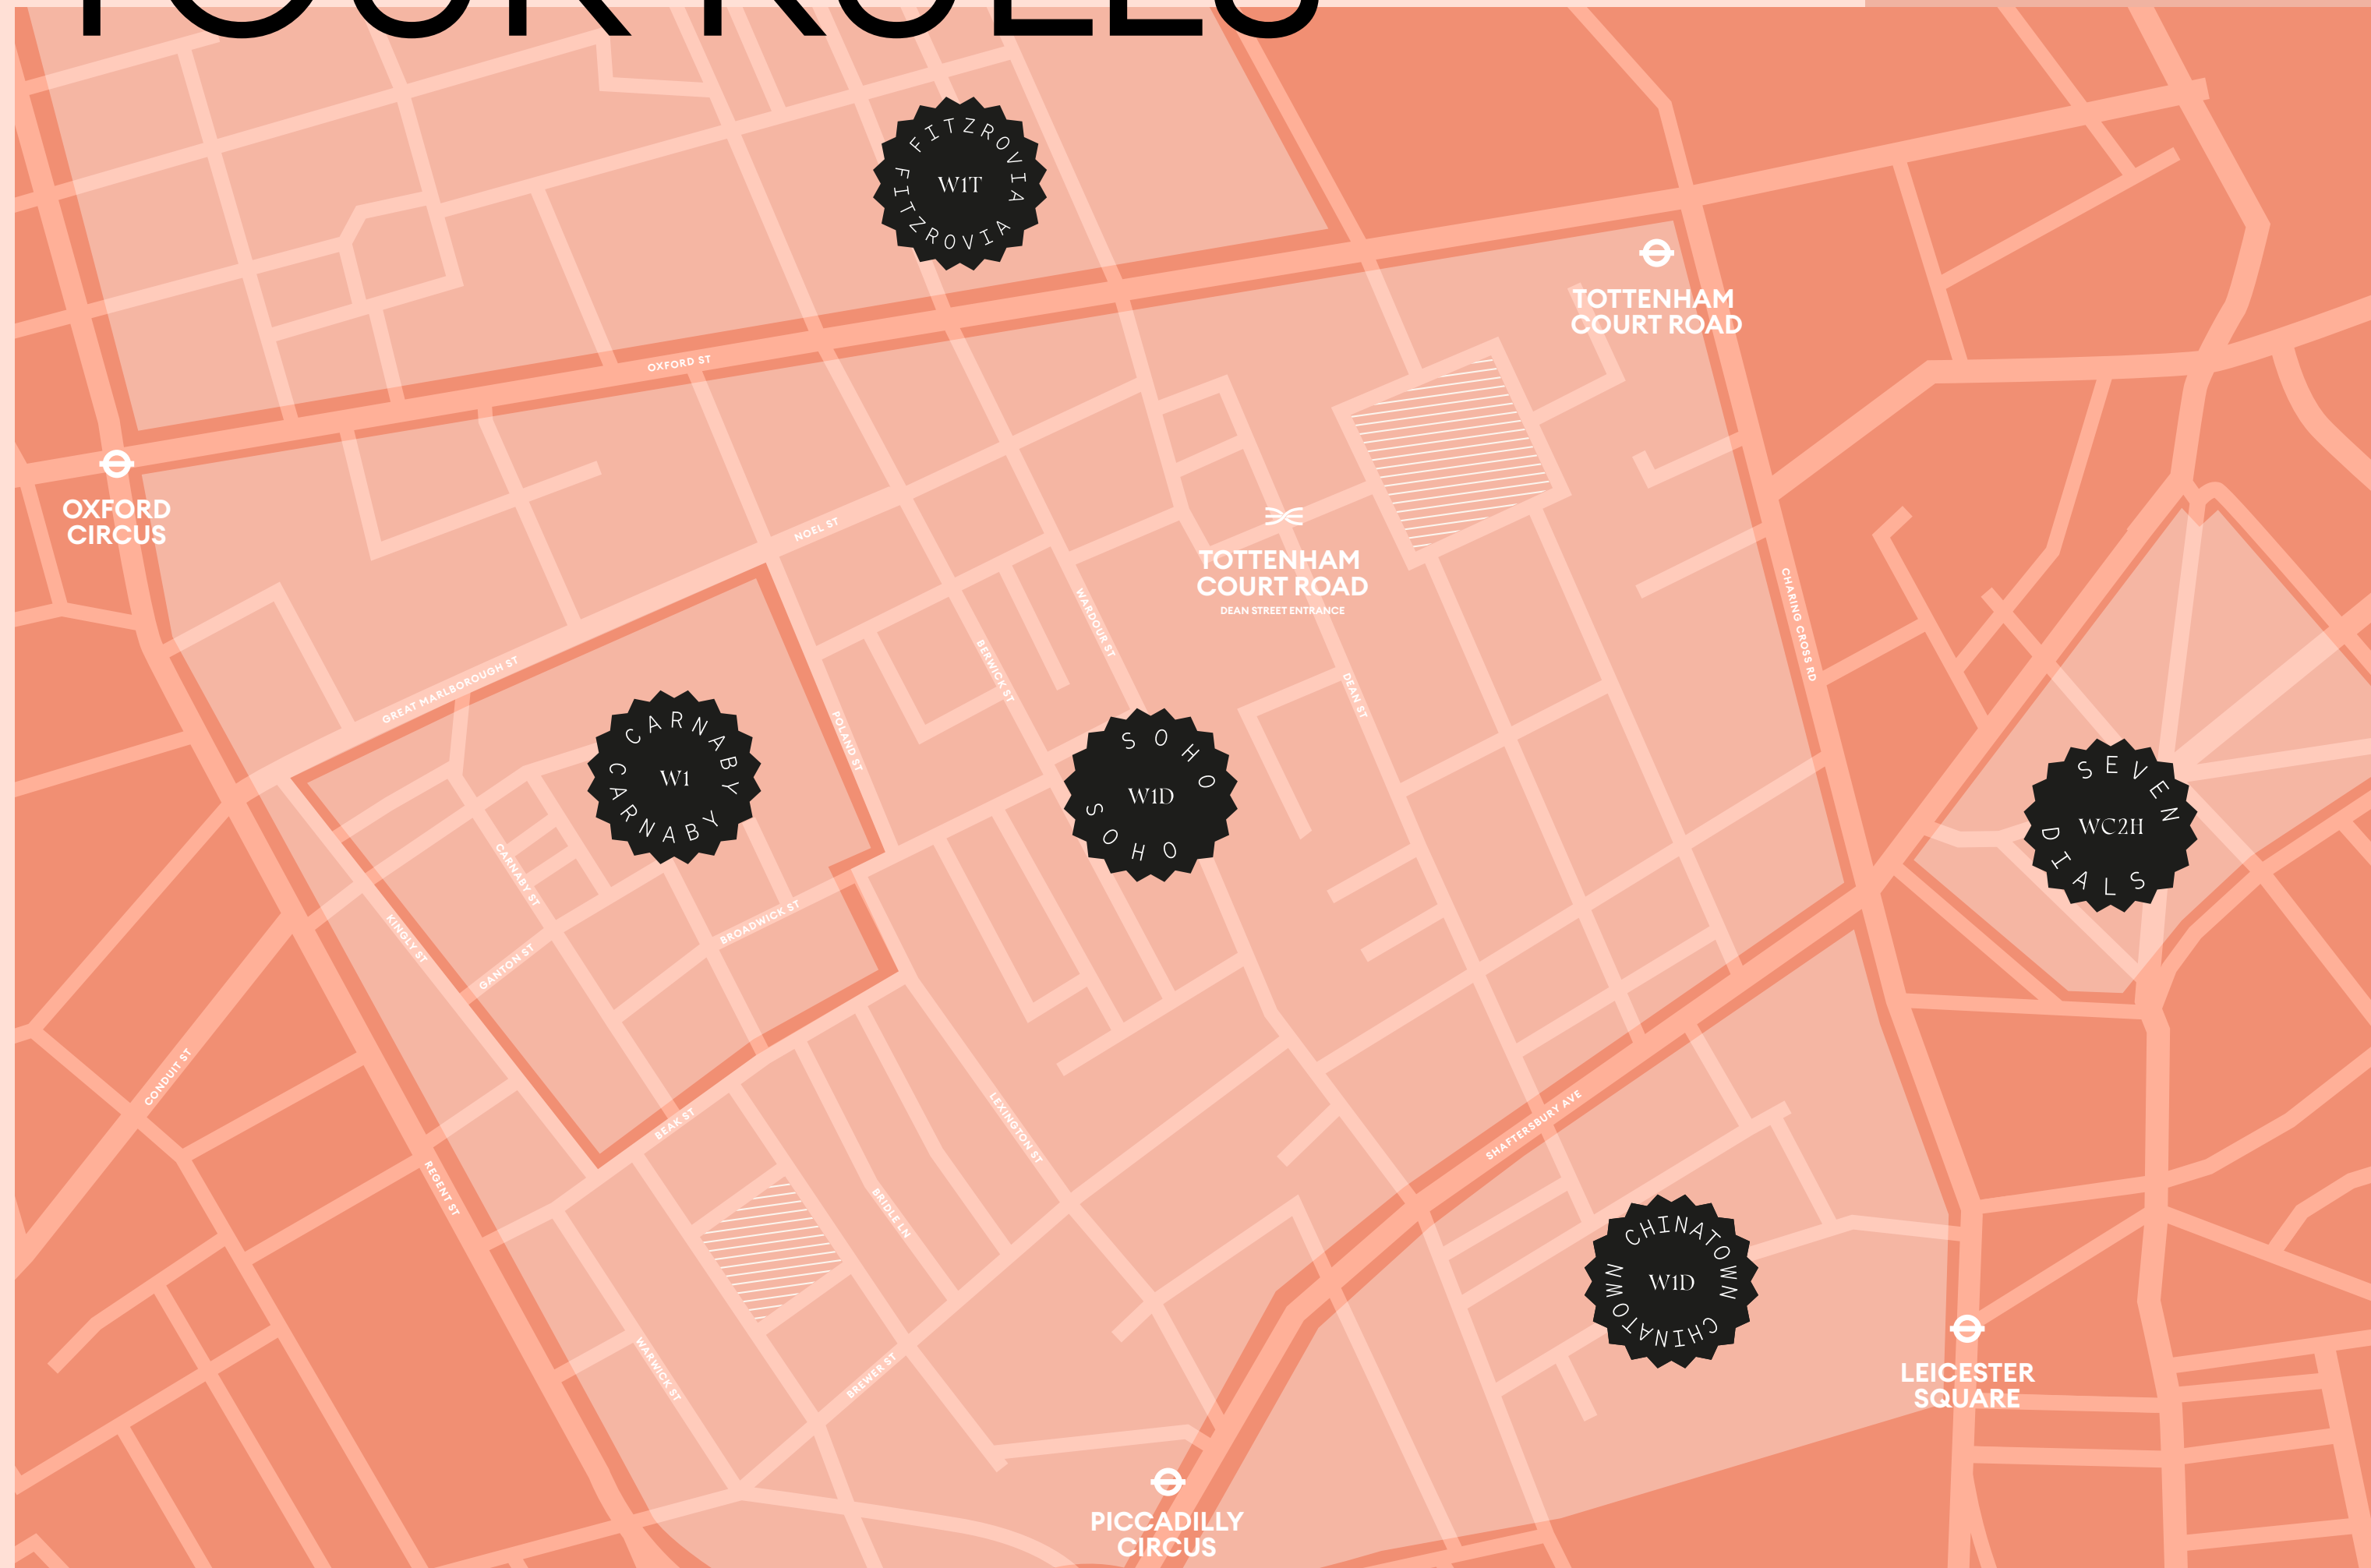 FITZROVIA
W1T
FITZROVIA
TOTTENHAM
COURT ROAD
OXFORD ST
OXFORD
CIRCUS
NOEL ST
TOTTENHAM
COURT ROAD
DEAN STREET ENTRANCE
WARDOUR ST
BERWICK ST
CHARING CROSS RD
GREAT MARLBOROUGH ST
POLAND ST
DEAN ST
CARNABY
W1
CARNABY
SOHO
W1D
SOHO
SEVEN
WC2H
DIALS
CARNABY ST
KINGLY ST
GANTON ST
BROADWICK ST
CONDUIT ST
BEAK ST
LEXINGTON ST
SHAFTERSBURY AVE
REGENT ST
BRIDLE LN
CHINATOWN
W1D
CHINATOWN
WARWICK ST
BREWER ST
LEICESTER
SQUARE
PICCADILLY
CIRCUS